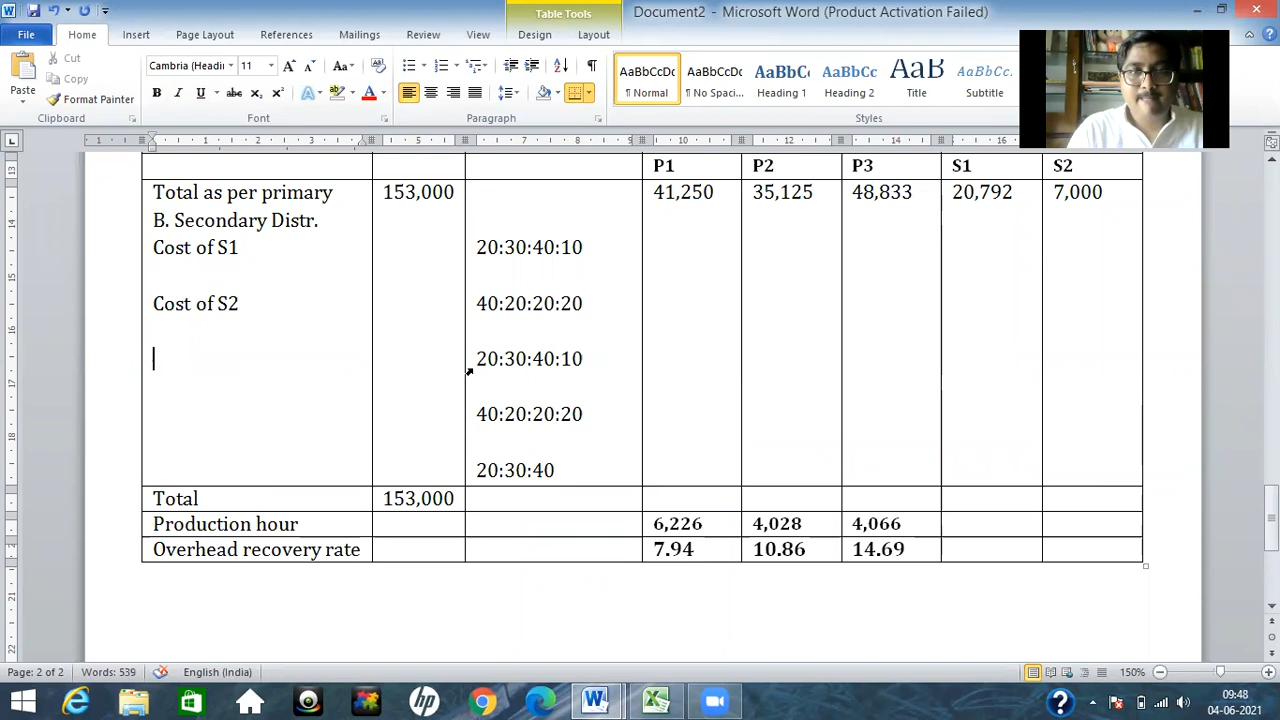 Table Tools
Document2 - Microsoft Word (Product Activation Failed)
File Home Insert Page Layout References Mailings Review View Design Layout
Paste
Cut
Copy
Format Painter
Clipboard
Cambria (Headi 11
Font
Paragraph
AaBbCcDc ¶ Normal
AaBbCcDc ¶ No Spaci...
AaBbC Heading 1
AaBbCc Heading 2
AaB Title
AaBbCcL Subtitle
Styles
P1 P2 P3 S1 S2
Total as per primary 153,000 41,250 35,125 48,833 20,792 7,000
B. Secondary Distr.
Cost of S1 20:30:40:10
Cost of S2 40:20:20:20
20:30:40:10
40:20:20:20
20:30:40
Total 153,000
Production hour 6,226 4,028 4,066
Overhead recovery rate 7.94 10.86 14.69
Page: 2 of 2 Words: 539 English (India) 150%
09:48
04-06-2021